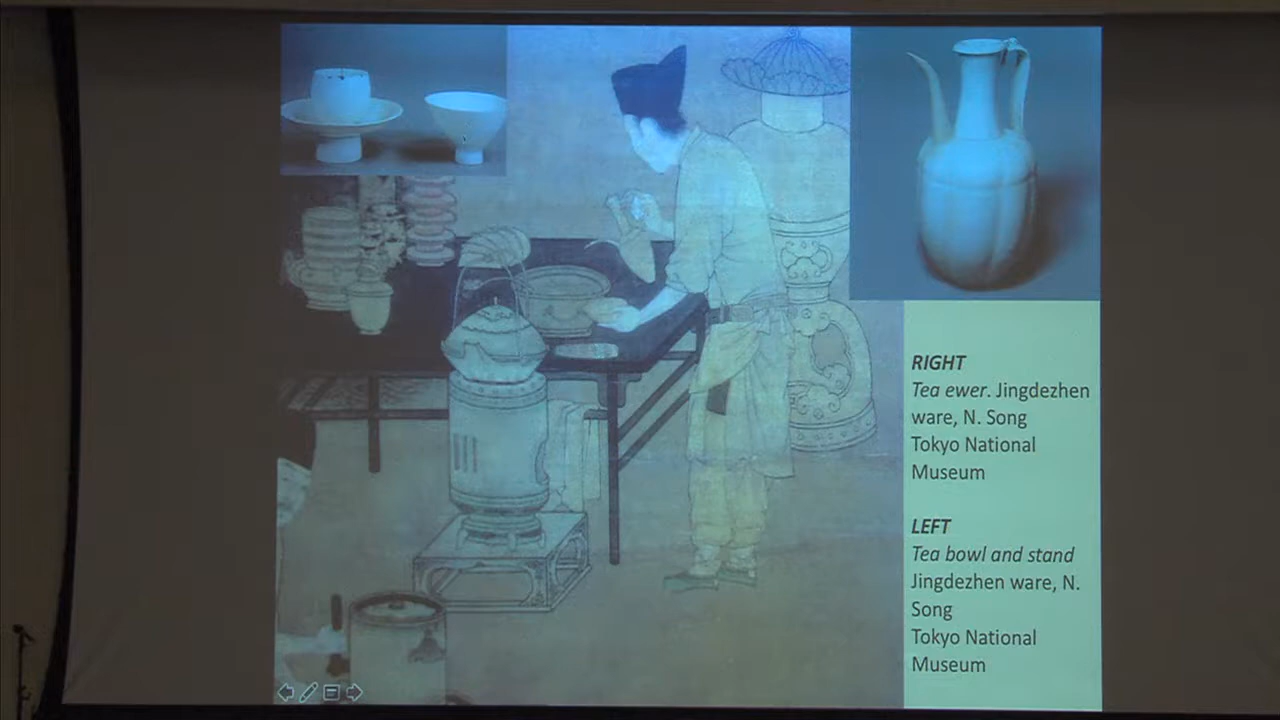 RIGHT
Tea ewer. Jingdezhen
ware, N. Song
Tokyo National
Museum
LEFT
Tea bowl and stand
Jingdezhen ware, N.
Song
Tokyo National
Museum